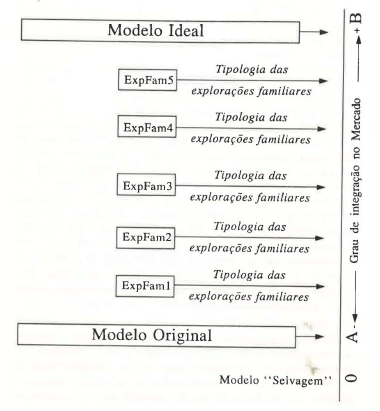 Modelo Ideal
ExpFam5
Tipologia das
explorações familiares
ExpFam4
Tipologia das
explorações familiares
ExpFam3
Tipologia das
explorações familiares
ExpFam2
Tipologia das
explorações familiares
ExpFam1
Tipologia das
explorações familiares
Modelo Original
Modelo "Selvagem"
+ B
Grau de integração no Mercado
A -
0